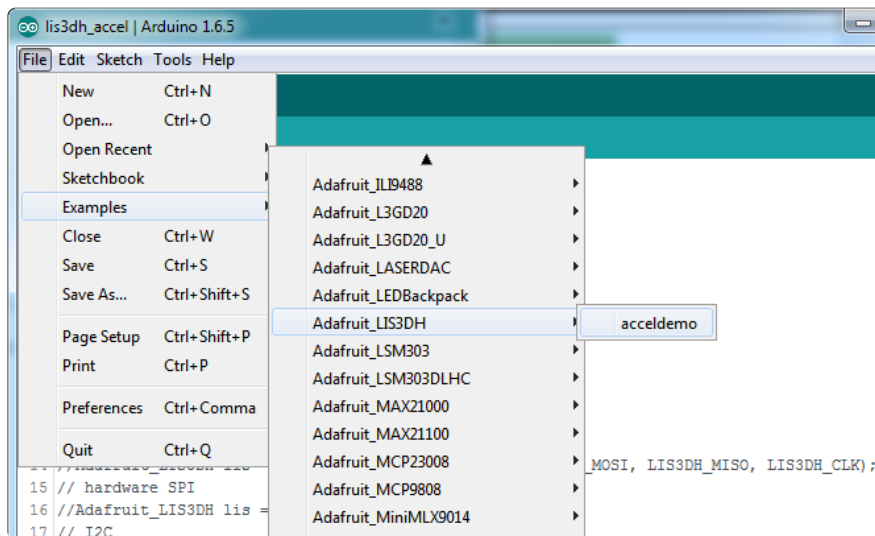 lis3dh_accel | Arduino 1.6.5
File Edit Sketch Tools Help
New Ctrl+N
Open... Ctrl+O
Open Recent
Sketchbook
Examples
Close Ctrl+W
Save Ctrl+S
Save As... Ctrl+Shift+S
Page Setup Ctrl+Shift+P
Print Ctrl+P
Preferences Ctrl+Comma
Quit Ctrl+Q
Adafruit_ILI9488
Adafruit_L3GD20
Adafruit_L3GD20_U
Adafruit_LASERDAC
Adafruit_LEDBackpack
Adafruit_LIS3DH
Adafruit_LSM303
Adafruit_LSM303DLHC
Adafruit_MAX21000
Adafruit_MAX21100
Adafruit_MCP23008
Adafruit_MCP9808
Adafruit_MiniMLX9014
acceldemo
_MOSI, LIS3DH_MISO, LIS3DH_CLK);
15 // hardware SPI
16 //Adafruit_LIS3DH lis =
17 // I2C